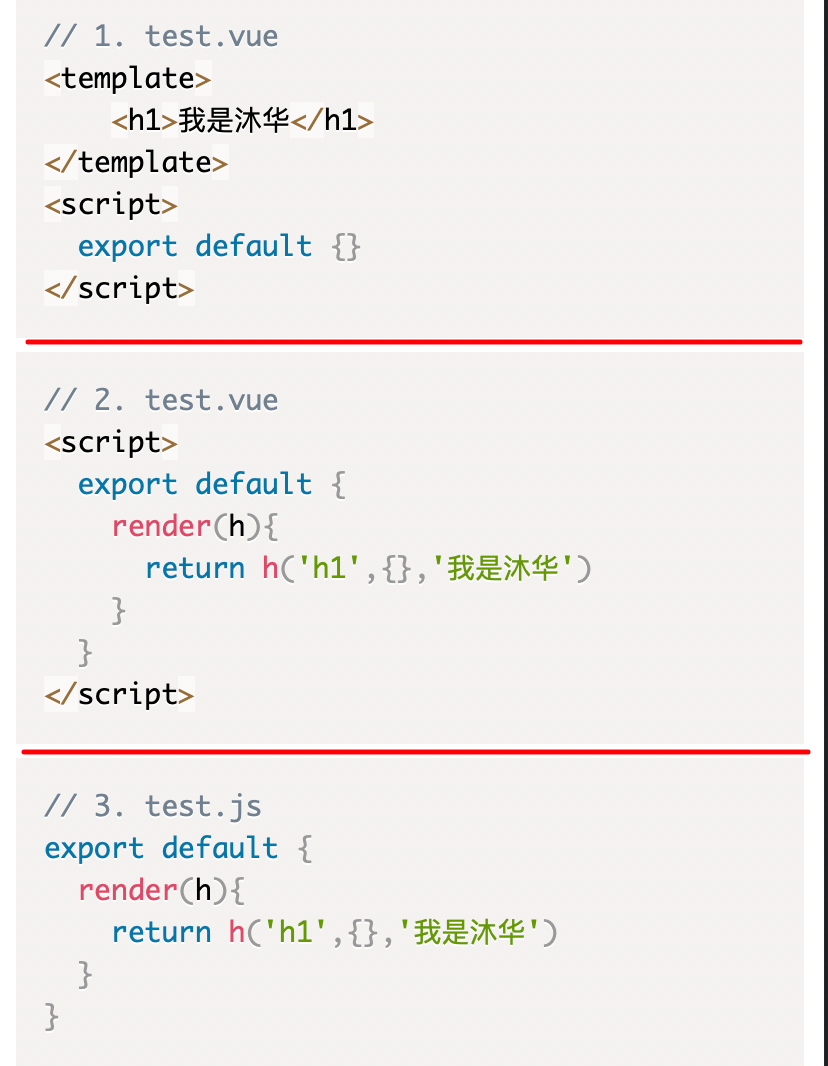 // 1. test.vue
<template>
    <h1>我是沐华</h1>
</template>
<script>
  export default {}
</script>
// 2. test.vue
<script>
  export default {
    render(h){
      return h('h1',{},'我是沐华')
    }
  }
</script>
// 3. test.js
export default {
  render(h){
    return h('h1',{},'我是沐华')
  }
}